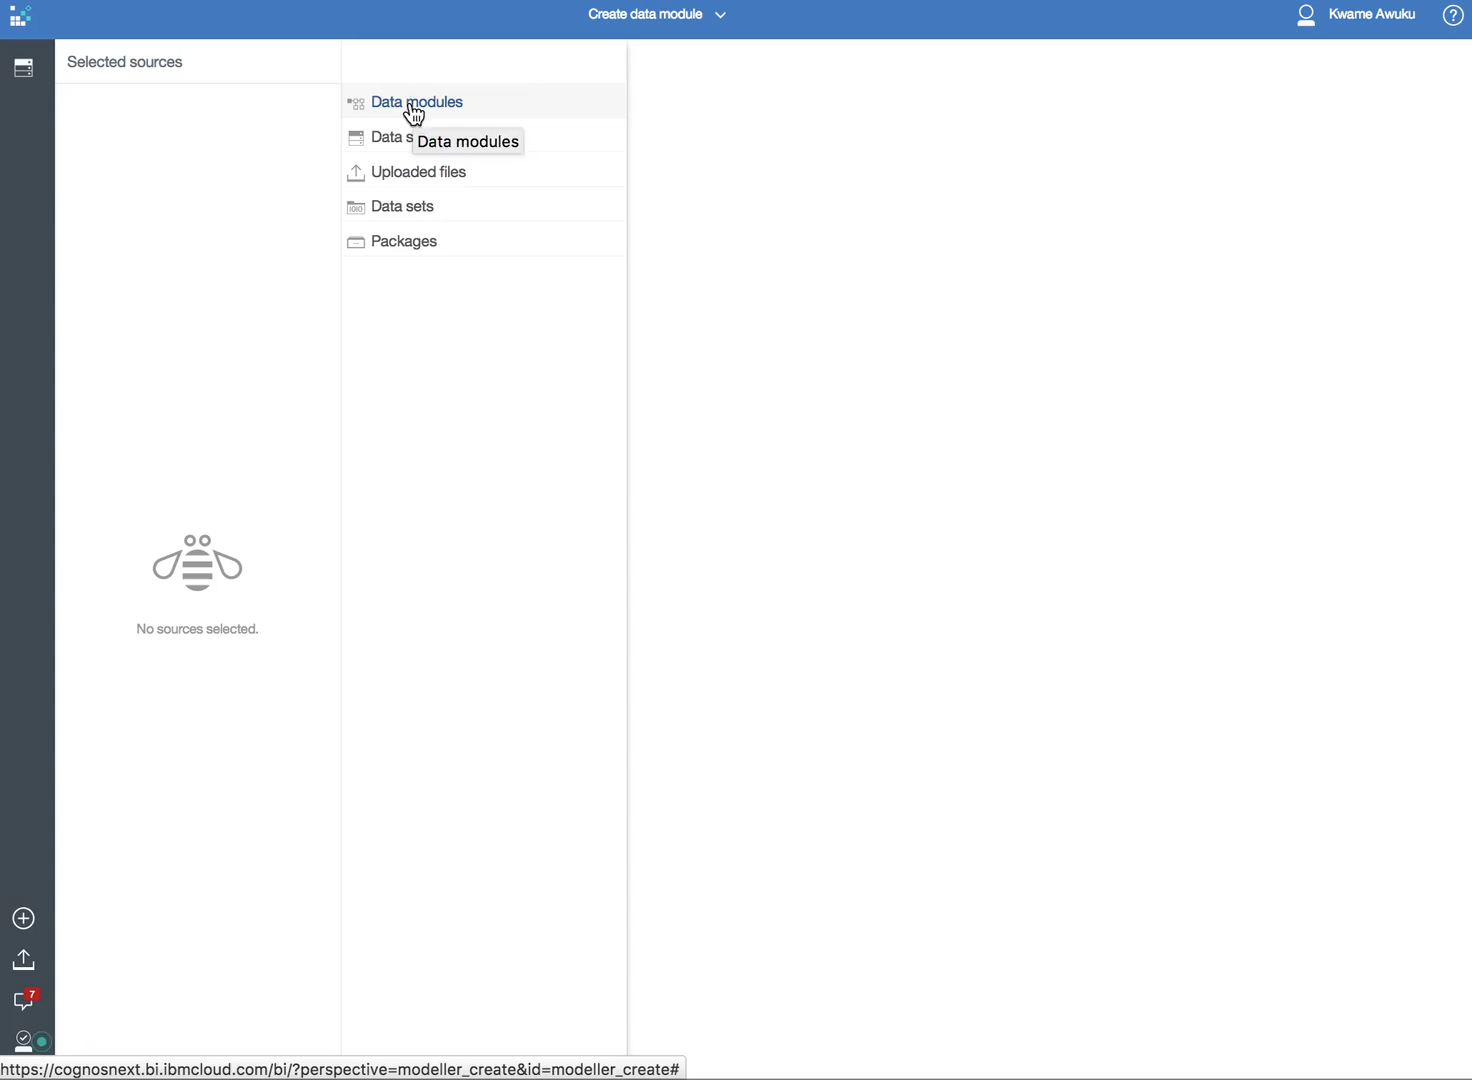 Create data module
Kwame Awuku
?
Selected sources
Data modules
Data s
Data modules
Uploaded files
Data sets
Packages
No sources selected.
7
https://cognosnext.bi.ibmcloud.com/bi/?perspective=modeller_create&id=modeller_create#